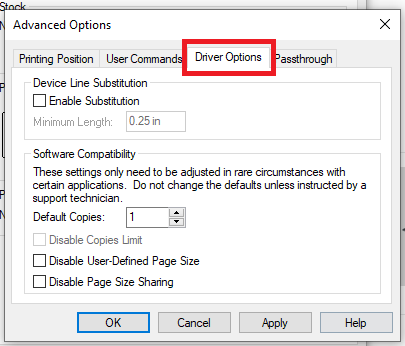 Stock
Advanced Options
Printing Position User Commands Driver Options Passthrough
Device Line Substitution
Enable Substitution
Minimum Length: 0.25 in
Software Compatibility
These settings only need to be adjusted in rare circumstances with
certain applications. Do not change the defaults unless instructed by a
support technician.
Default Copies: 1
Disable Copies Limit
Disable User-Defined Page Size
Disable Page Size Sharing
OK Cancel Apply Help